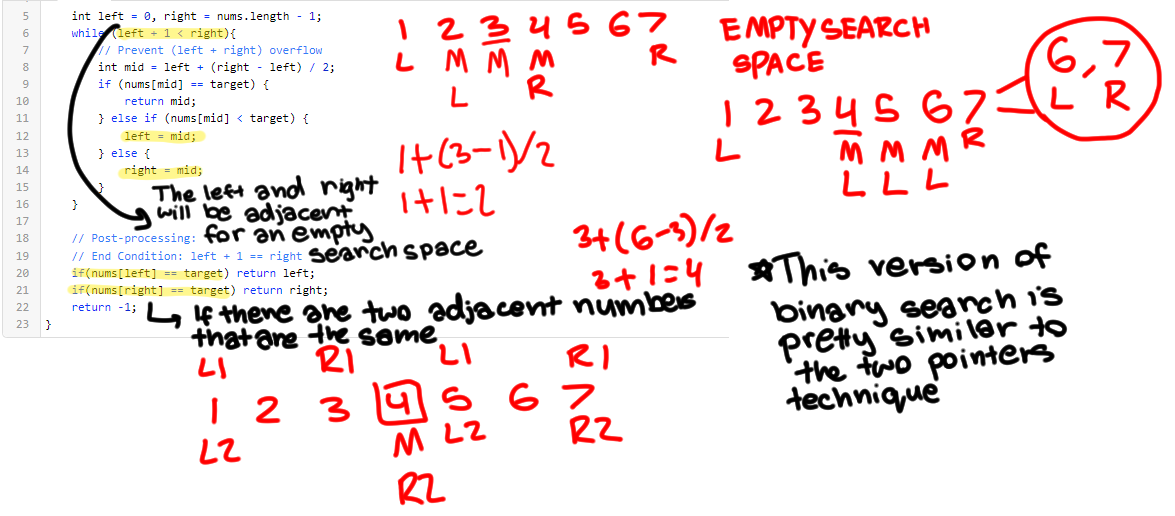 5 int left = 0, right = nums.length - 1;
6 while (left + 1 < right){
7 // Prevent (left + right) overflow
8 int mid = left + (right - left) / 2;
9 if (nums[mid] == target) {
10 return mid;
11 } else if (nums[mid] < target) {
12 left = mid;
13 } else {
14 right = mid;
15 }
16 }
17
18 // Post-processing:
19 // End Condition: left + 1 == right
20 if(nums[left] == target) return left;
21 if(nums[right] == target) return right;
22 return -1;
23 }
The left and right
will be adjacent
for an empty
search space
If there are two adjacent numbers
that are the same
1 2 3 4 5 6 7
L M M M R
L R
1+(3-1)/2
1+1=2
3+(6-3)/2
3+1=4
EMPTY SEARCH
SPACE
1 2 3 4 5 6 7
L M M M R
L L L
6,7
L R
*This version of
binary search is
pretty similar to
the two pointers
technique
L1 R1 L1 R1
1 2 3 4 5 6 7
L2 M L2 R2
R2